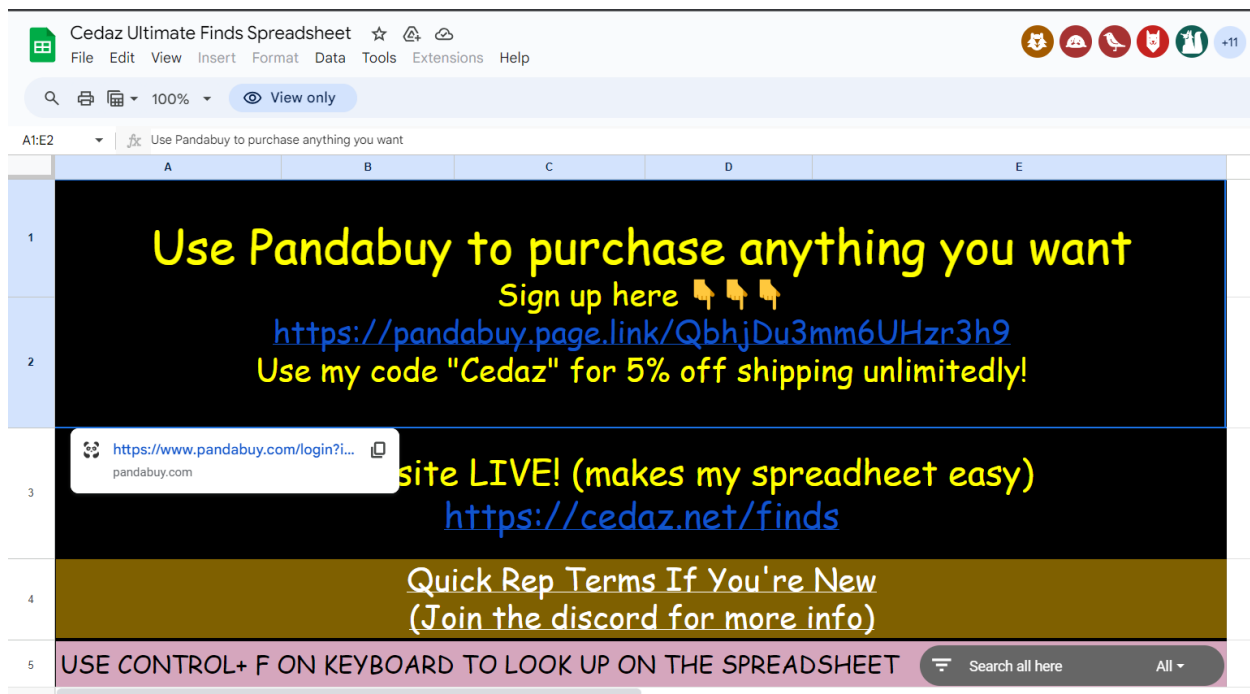 Cedaz Ultimate Finds Spreadsheet
File Edit View Insert Format Data Tools Extensions Help
+11
100% View only
A1:E2 fx Use Pandabuy to purchase anything you want
A B C D E
1
Use Pandabuy to purchase anything you want
Sign up here 👇👇👇
https://pandabuy.page.link/QbhjDu3mm6UHzr3h9
2
Use my code "Cedaz" for 5% off shipping unlimitedly!
https://www.pandabuy.com/login?i...
pandabuy.com
site LIVE! (makes my spreadheet easy)
3
https://cedaz.net/finds
Quick Rep Terms If You're New
4
(Join the discord for more info)
5 USE CONTROL+ F ON KEYBOARD TO LOOK UP ON THE SPREADSHEET Search all here All